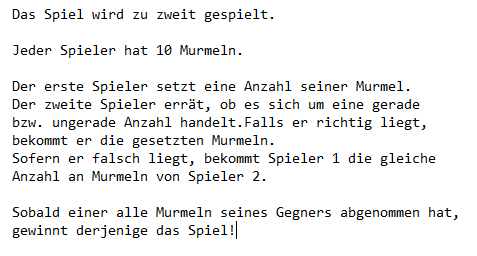 Das Spiel wird zu zweit gespielt.
Jeder Spieler hat 10 Murmeln.
Der erste Spieler setzt eine Anzahl seiner Murmel.
Der zweite Spieler errät, ob es sich um eine gerade
bzw. ungerade Anzahl handelt.Falls er richtig liegt,
bekommt er die gesetzten Murmeln.
Sofern er falsch liegt, bekommt Spieler 1 die gleiche
Anzahl an Murmeln von Spieler 2.
Sobald einer alle Murmeln seines Gegners abgenommen hat,
gewinnt derjenige das Spiel!